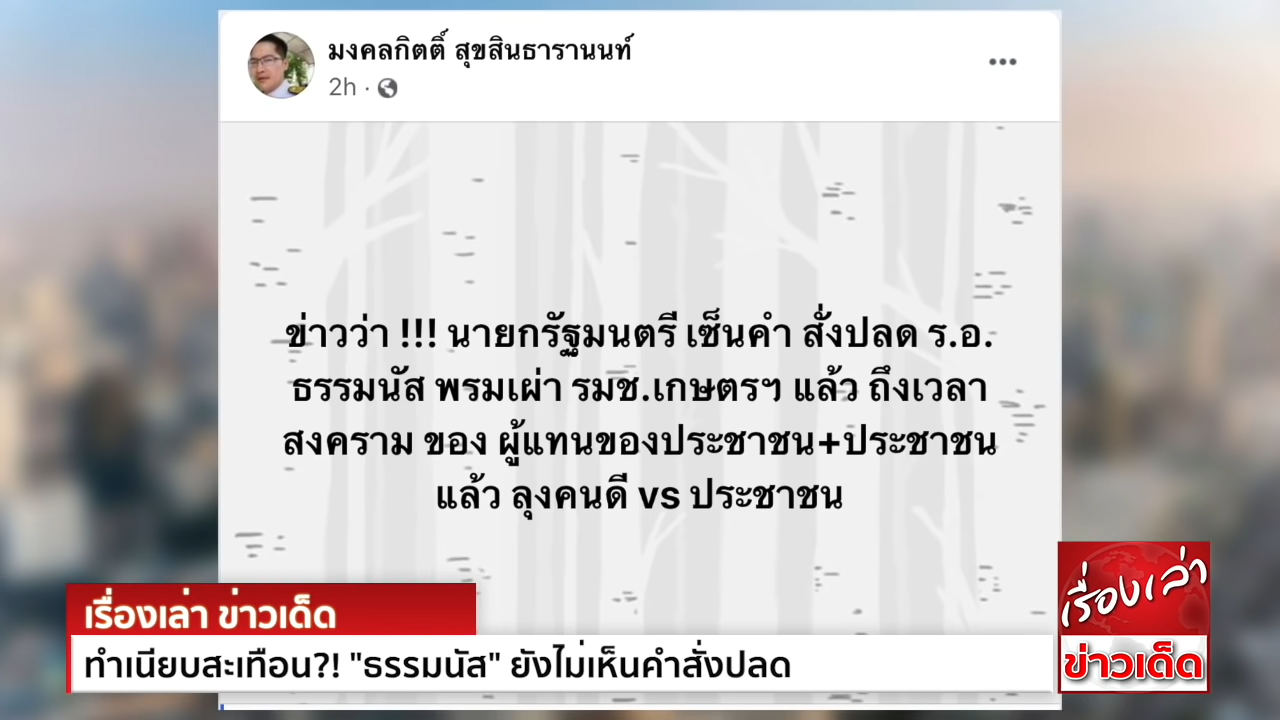 มงคลกิตติ์ สุขสินธารานนท์
2h ·
ข่าวว่า !!! นายกรัฐมนตรี เซ็นคำ สั่งปลด ร.อ.
ธรรมนัส พรมเผ่า รมช.เกษตรฯ แล้ว ถึงเวลา
สงคราม ของ ผู้แทนของประชาชน+ประชาชน
แล้ว ลุงคนดี vs ประชาชน
เรื่องเล่า ข่าวเด็ด
ทำเนียบสะเทือน?! "ธรรมนัส" ยังไม่เห็นคำสั่งปลด
เรื่องเล่า
ข่าวเด็ด